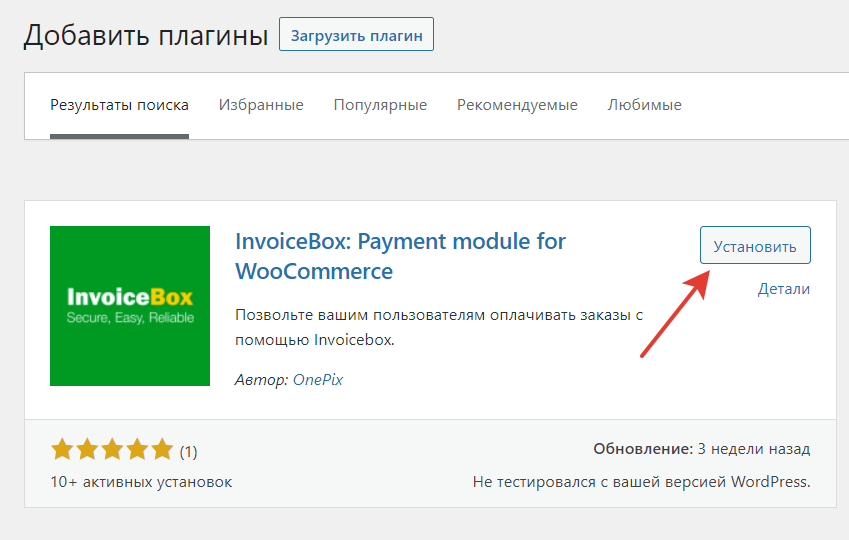 Добавить плагины Загрузить плагин
Результаты поиска Избранные Популярные Рекомендуемые Любимые
InvoiceBox: Payment module for
WooCommerce
Установить
Детали
InvoiceBox
Secure, Easy, Reliable
Позвольте вашим пользователям оплачивать заказы с
помощью Invoicebox.
Автор: OnePix
(1)
Обновление: 3 недели назад
10+ активных установок
Не тестировался с вашей версией WordPress.